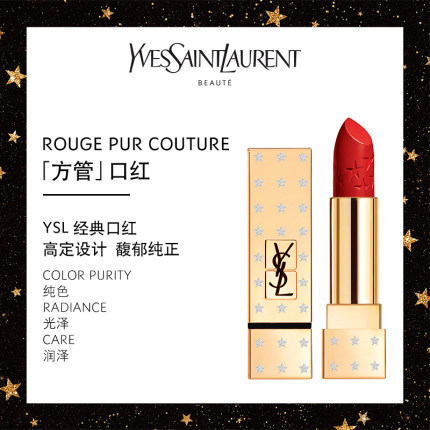 YVESSAINTLAURENT
BEAUTÉ
ROUGE PUR COUTURE
「方管」口红
YSL 经典口红
高定设计 馥郁纯正
COLOR PURITY
纯色
RADIANCE
光泽
CARE
润泽
YSL